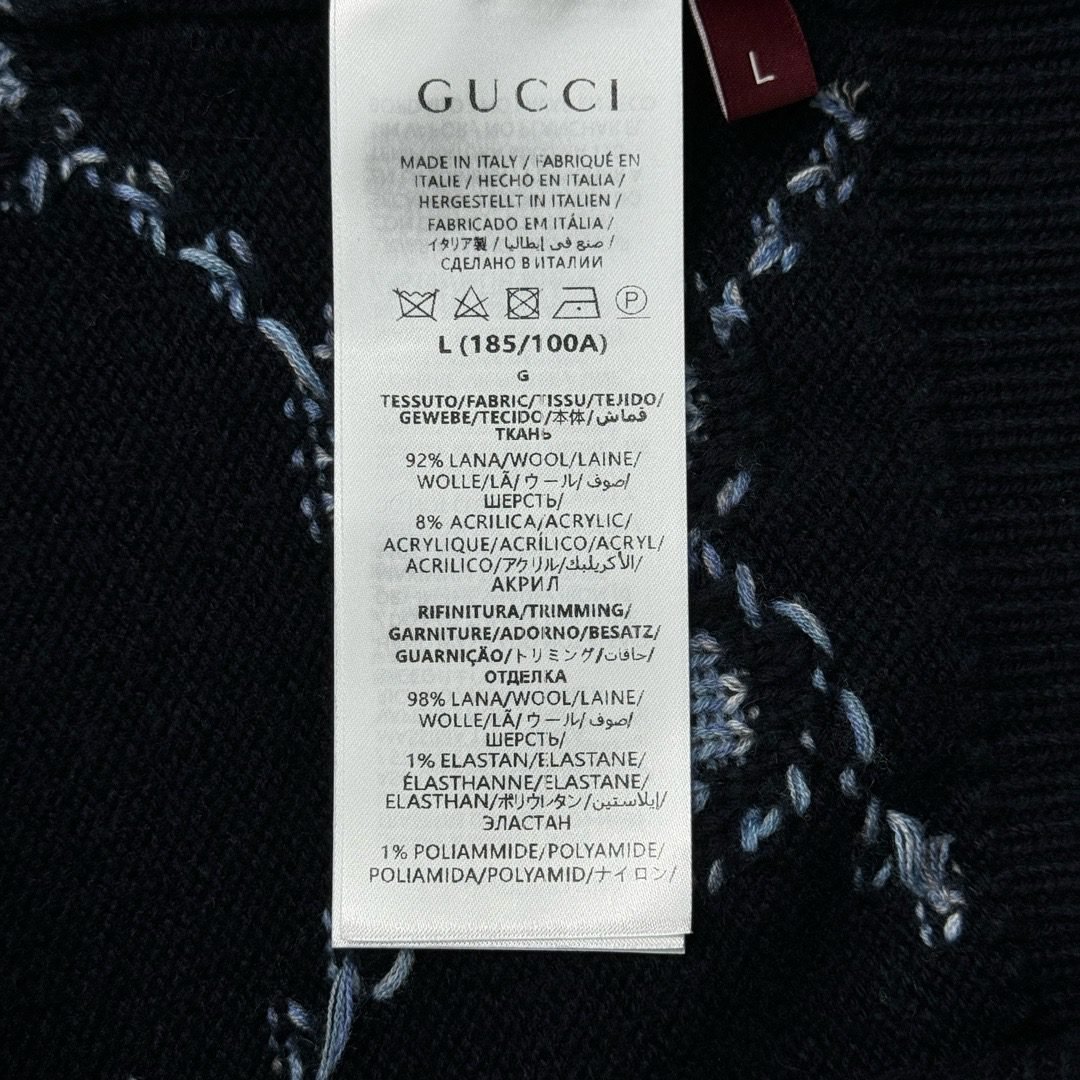 L
GUCCI
MADE IN ITALY / FABRIQUÉ EN
ITALIE / HECHO EN ITALIA /
HERGESTELLT IN ITALIEN /
FABRICADO EM ITÁLIA /
イタリア製 / صنع في إيطاليا /
СДЕЛАНО В ИТАЛИИ
P
L (185/100A)
G
TESSUTO/FABRIC/TISSU/TEJIDO/
GEWEBE/TECIDO/本体/قماش/
ТКАНЬ
92% LANA/WOOL/LAINE/
WOLLE/LÃ/ウール/صوف/
ШЕРСТЬ/
8% ACRILICA/ACRYLIC/
ACRYLIQUE/ACRÍLICO/ACRYL/
ACRILICO/アクリル/الأكريليك/
АКРИЛ
RIFINITURA/TRIMMING/
GARNITURE/ADORNO/BESATZ/
GUARNIÇÃO/トリミング/حافات/
ОТДЕЛКА
98% LANA/WOOL/LAINE/
WOLLE/LÃ/ウール/صوف/
ШЕРСТЬ/
1% ELASTAN/ELASTANE/
ÉLASTHANNE/ELASTANE/
ELASTHAN/ポリウレタン/إيلاستين/
ЭЛАСТАН
1% POLIAMMIDE/POLYAMIDE/
POLIAMIDA/POLYAMID/ナイロン/